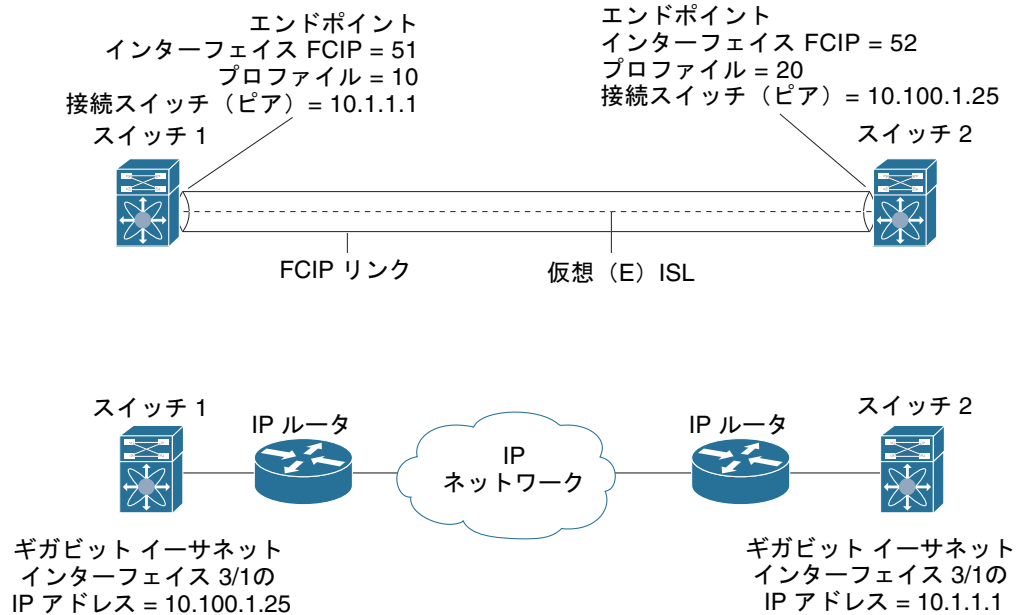 エンドポイント
インターフェイス FCIP = 51
プロファイル = 10
接続スイッチ（ピア）= 10.1.1.1
スイッチ 1
エンドポイント
インターフェイス FCIP = 52
プロファイル = 20
接続スイッチ（ピア）= 10.100.1.25
スイッチ 2
FCIP リンク
仮想（E）ISL
スイッチ 1
IP ルータ
IP
ネットワーク
IP ルータ
スイッチ 2
ギガビット イーサネット
インターフェイス 3/1の
IP アドレス = 10.100.1.25
ギガビット イーサネット
インターフェイス 3/1の
IP アドレス = 10.1.1.1